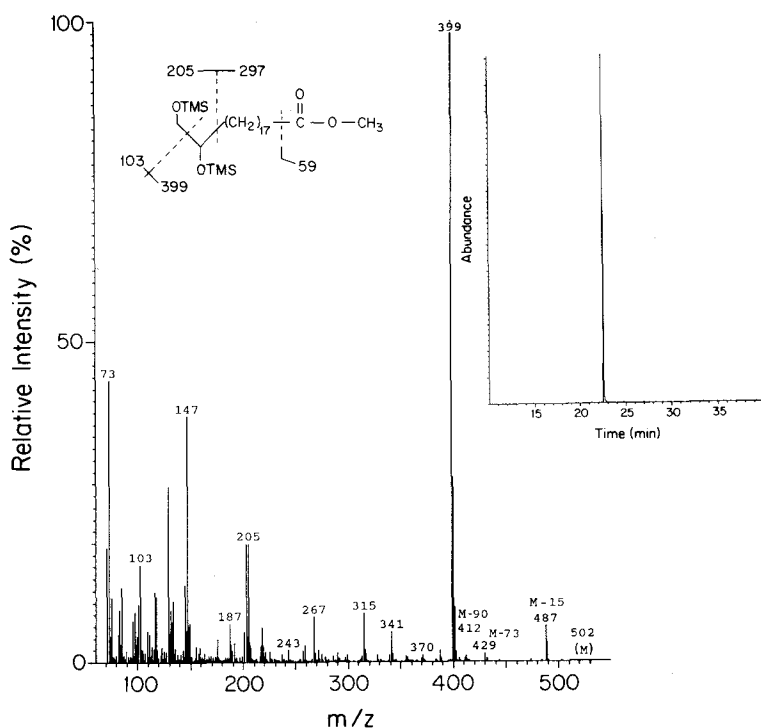 100
50
0
Relative Intensity (%)
100
200
300
400
500
m/z
205
297
OTMS
(CH2)17
C
O
O
CH3
OTMS
59
103
399
399
73
147
103
205
187
243
267
315
341
370
M-90
412
M-73
429
M-15
487
502
(M)
Abundance
15
20
25
30
35
Time (min)